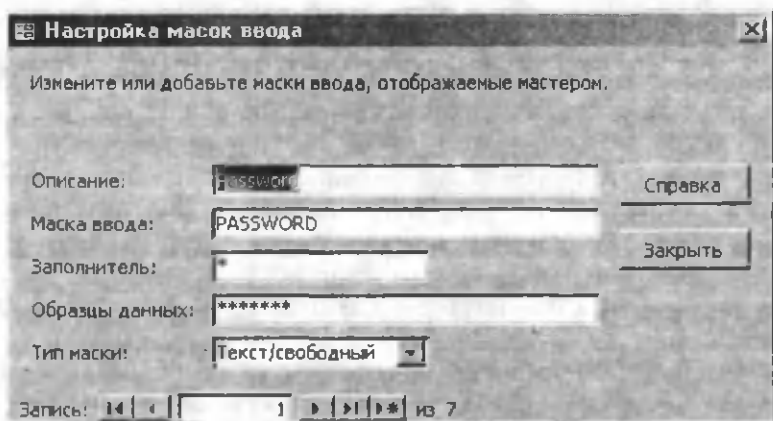 Настройка масок ввода
Измените или добавьте маски ввода, отображаемые мастером.
Описание: Password
Справка
Маска ввода: PASSWORD
Закрыть
Заполнитель: *
Образцы данных: *******
Тип маски: Текст/свободный
Запись: 1 из 7